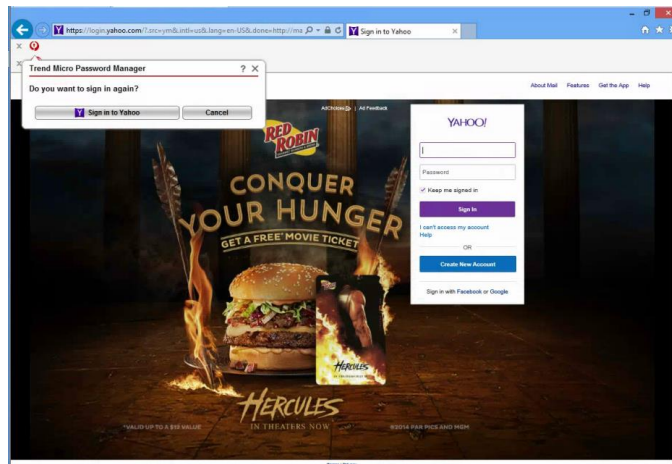 https://login.yahoo.com/?.src=ym&.intl=us&.lang=en-US&.done=http://ma
Sign in to Yahoo
Trend Micro Password Manager
Do you want to sign in again?
Sign in to Yahoo
Cancel
About Mail Features Get the App Help
AdChoices | Ad Feedback
RED ROBIN
CONQUER
YOUR HUNGER
GET A FREE* MOVIE TICKET
HERCULES
HERCULES
IN THEATERS NOW
*VALID UP TO A $12 VALUE
©2014 PAR PICS AND MGM
YAHOO!
Password
Keep me signed in
Sign In
I can't access my account
Help
OR
Create New Account
Sign in with Facebook or Google